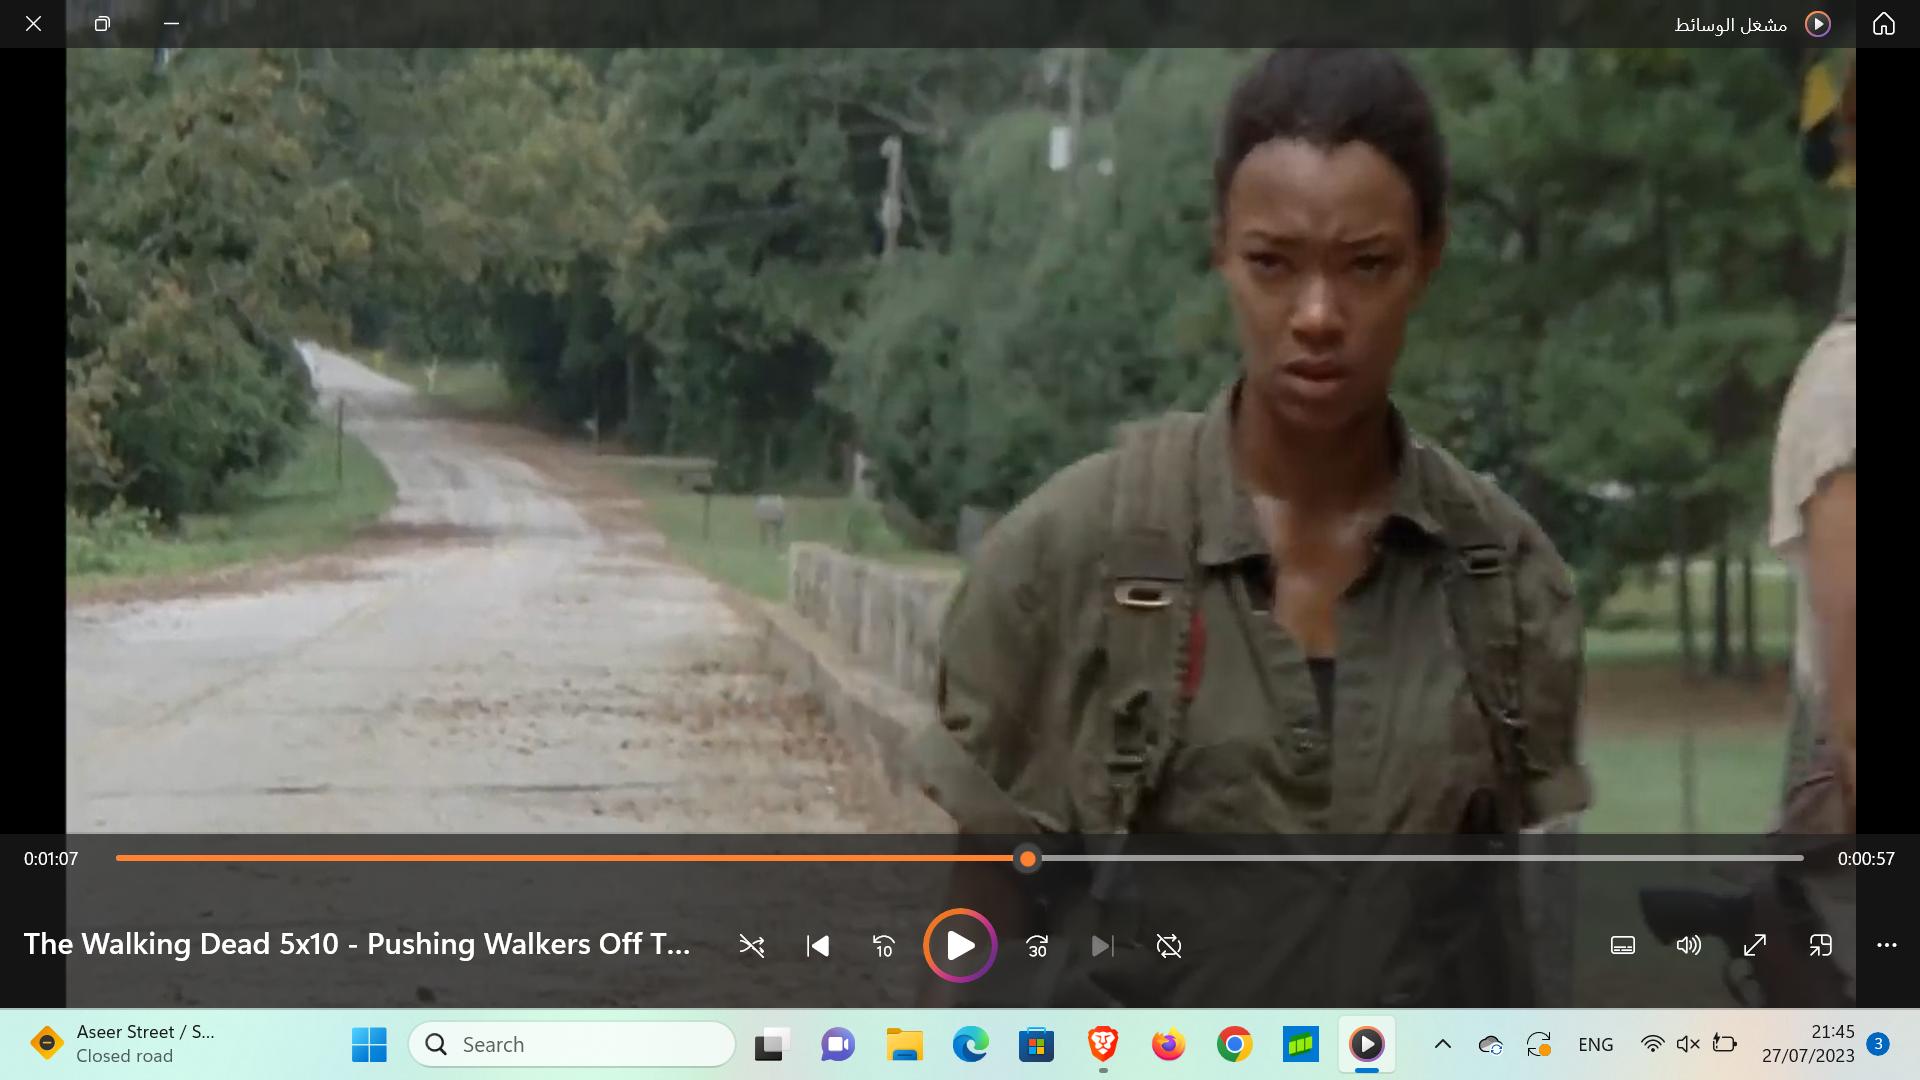 مشغل الوسائط
0:01:07
0:00:57
The Walking Dead 5x10 - Pushing Walkers Off T...
10
30
Aseer Street / S...
Closed road
Search
ENG
21:45
27/07/2023
3